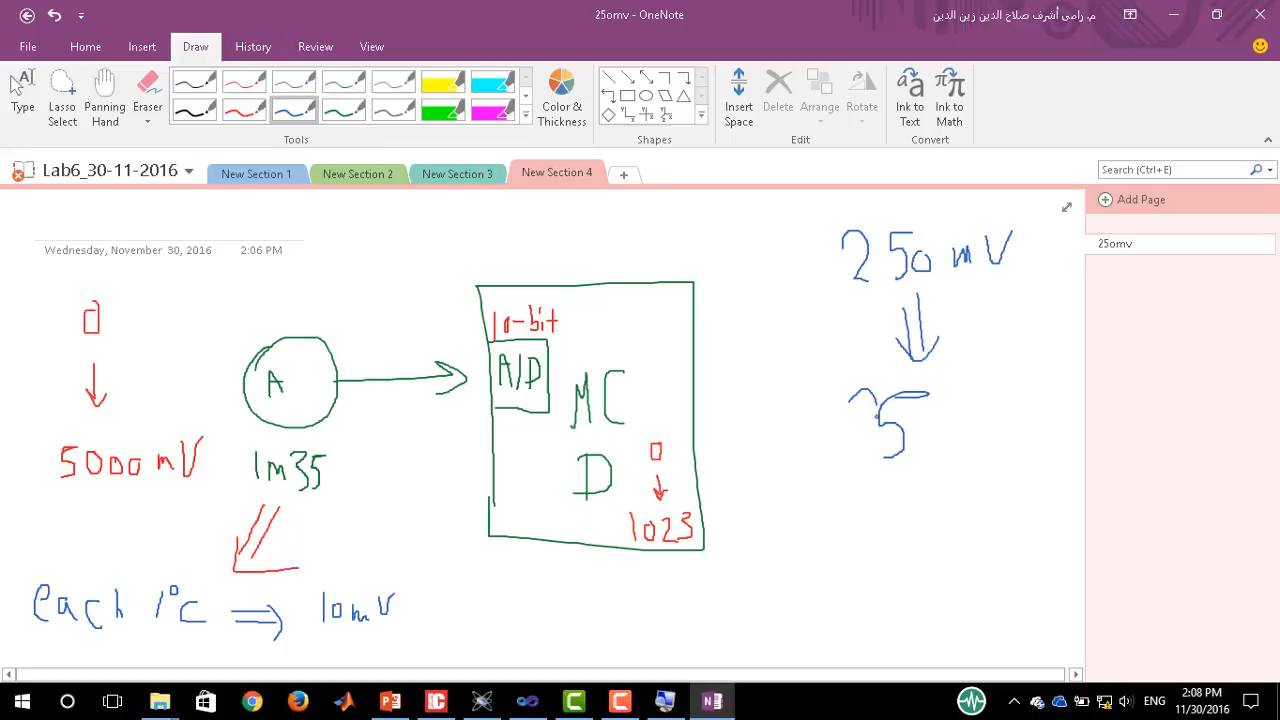 25omv - OneNote
م. رامى أشرف صلاح الدين زين الدين
File Home Insert Draw History Review View
Type
Lasso Select
Panning Hand
Eraser
Color & Thickness
Insert Space
Delete
Arrange
Rotate
Ink to Text
Ink to Math
Tools
Shapes
Edit
Convert
Lab6_30-11-2016
New Section 1
New Section 2
New Section 3
New Section 4
Search (Ctrl+E)
Add Page
25omv
Wednesday, November 30, 2016 2:06 PM
250 mV
0
10-bit
A
A/D
MC
5000 mV
lm35
D
0
1023
each 1°C ⇒ 10mV
ENG
2:08 PM
11/30/2016